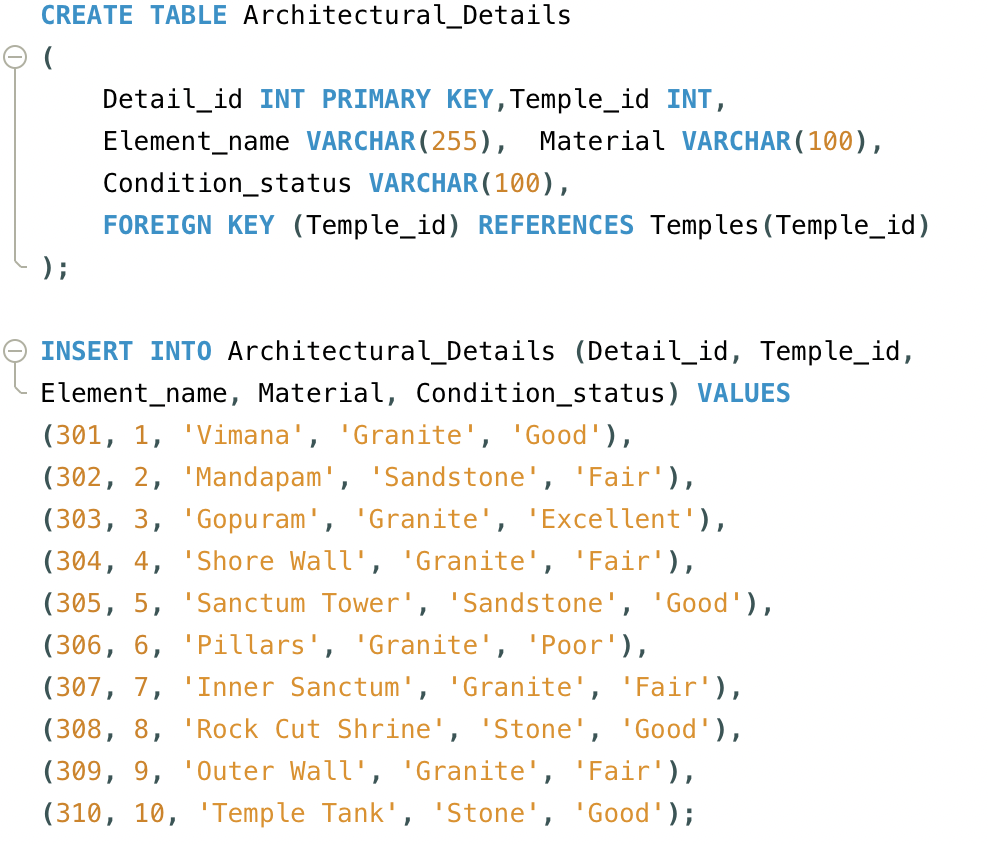 CREATE TABLE Architectural_Details
(
Detail_id INT PRIMARY KEY,Temple_id INT,
Element_name VARCHAR(255),  Material VARCHAR(100),
Condition_status VARCHAR(100),
FOREIGN KEY (Temple_id) REFERENCES Temples(Temple_id)
);
INSERT INTO Architectural_Details (Detail_id, Temple_id,
Element_name, Material, Condition_status) VALUES
(301, 1, 'Vimana', 'Granite', 'Good'),
(302, 2, 'Mandapam', 'Sandstone', 'Fair'),
(303, 3, 'Gopuram', 'Granite', 'Excellent'),
(304, 4, 'Shore Wall', 'Granite', 'Fair'),
(305, 5, 'Sanctum Tower', 'Sandstone', 'Good'),
(306, 6, 'Pillars', 'Granite', 'Poor'),
(307, 7, 'Inner Sanctum', 'Granite', 'Fair'),
(308, 8, 'Rock Cut Shrine', 'Stone', 'Good'),
(309, 9, 'Outer Wall', 'Granite', 'Fair'),
(310, 10, 'Temple Tank', 'Stone', 'Good');